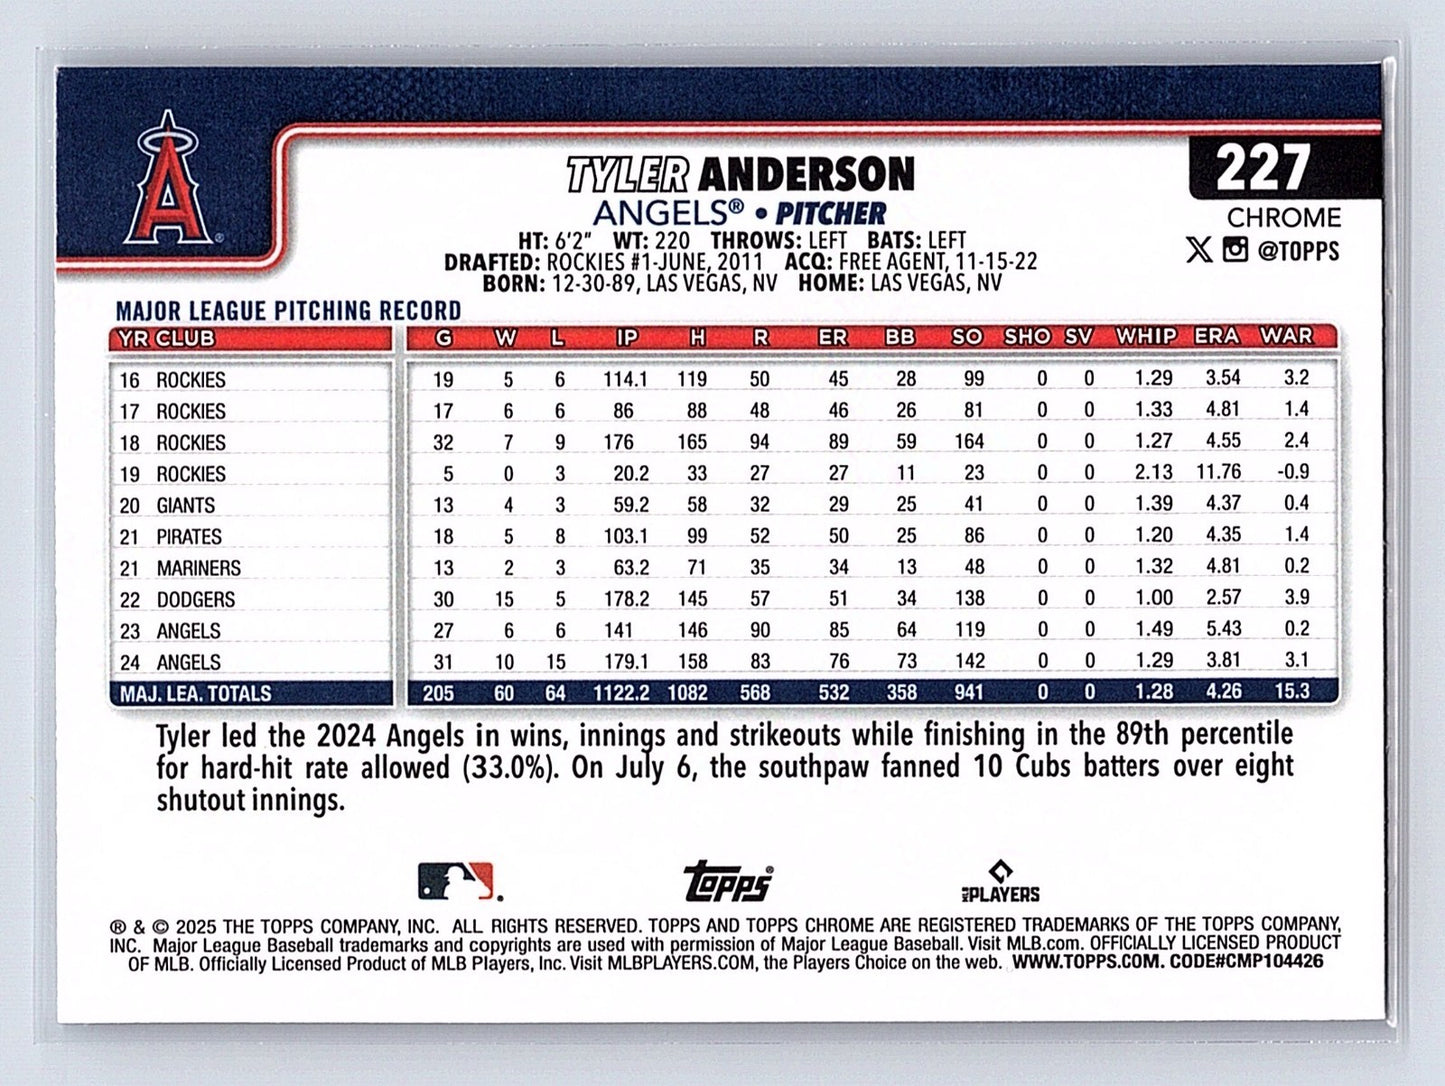 227
TYLER ANDERSON
ANGELS® • PITCHER
CHROME
HT: 6'2" WT: 220 THROWS: LEFT BATS: LEFT
@TOPPS
DRAFTED: ROCKIES #1-JUNE, 2011 ACQ: FREE AGENT, 11-15-22
BORN: 12-30-89, LAS VEGAS, NV HOME: LAS VEGAS, NV
MAJOR LEAGUE PITCHING RECORD
YR CLUB G W L IP H R ER BB SO SHO SV WHIP ERA WAR
16 ROCKIES 19 5 6 114.1 119 50 45 28 99 0 0 1.29 3.54 3.2
17 ROCKIES 17 6 6 86 88 48 46 26 81 0 0 1.33 4.81 1.4
18 ROCKIES 32 7 9 176 165 94 89 59 164 0 0 1.27 4.55 2.4
19 ROCKIES 5 0 3 20.2 33 27 27 11 23 0 0 2.13 11.76 -0.9
20 GIANTS 13 4 3 59.2 58 32 29 25 41 0 0 1.39 4.37 0.4
21 PIRATES 18 5 8 103.1 99 52 50 25 86 0 0 1.20 4.35 1.4
21 MARINERS 13 2 3 63.2 71 35 34 13 48 0 0 1.32 4.81 0.2
22 DODGERS 30 15 5 178.2 145 57 51 34 138 0 0 1.00 2.57 3.9
23 ANGELS 27 6 6 141 146 90 85 64 119 0 0 1.49 5.43 0.2
24 ANGELS 31 10 15 179.1 158 83 76 73 142 0 0 1.29 3.81 3.1
MAJ. LEA. TOTALS 205 60 64 1122.2 1082 568 532 358 941 0 0 1.28 4.26 15.3
Tyler led the 2024 Angels in wins, innings and strikeouts while finishing in the 89th percentile
for hard-hit rate allowed (33.0%). On July 6, the southpaw fanned 10 Cubs batters over eight
shutout innings.
Topps®
MLB PLAYERS
® & © 2025 THE TOPPS COMPANY, INC. ALL RIGHTS RESERVED. TOPPS AND TOPPS CHROME ARE REGISTERED TRADEMARKS OF THE TOPPS COMPANY,
INC. Major League Baseball trademarks and copyrights are used with permission of Major League Baseball. Visit MLB.com. OFFICIALLY LICENSED PRODUCT
OF MLB. Officially Licensed Product of MLB Players, Inc. Visit MLBPLAYERS.COM, the Players Choice on the web. WWW.TOPPS.COM. CODE#CMP104426